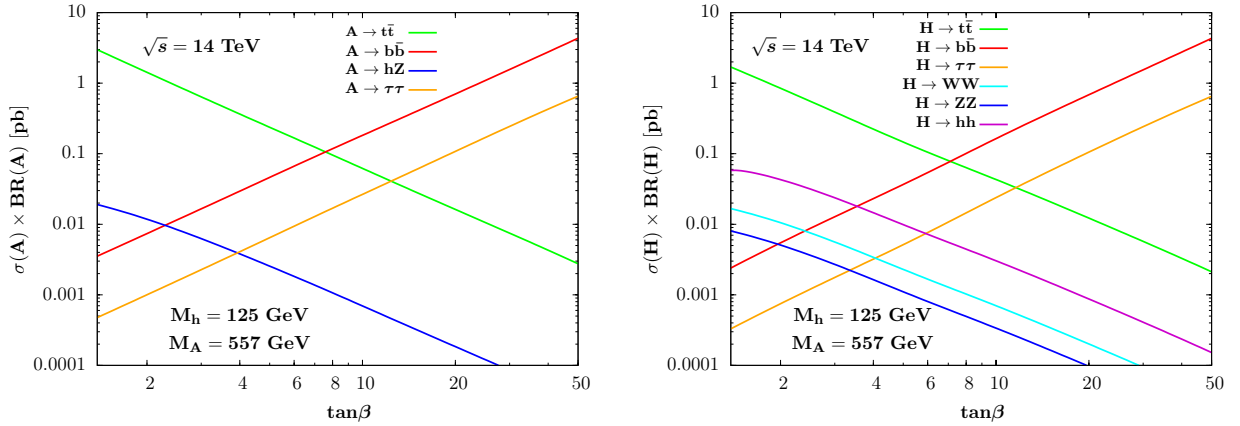 √s = 14 TeV
A → tt̄
A → bb̄
A → hZ
A → ττ
σ(A) × BR(A) [pb]
10
1
0.1
0.01
0.001
0.0001
M_h = 125 GeV
M_A = 557 GeV
2 4 6 8 10 20 50
tanβ
√s = 14 TeV
H → tt̄
H → bb̄
H → ττ
H → WW
H → ZZ
H → hh
σ(H) × BR(H) [pb]
10
1
0.1
0.01
0.001
0.0001
M_h = 125 GeV
M_A = 557 GeV
2 4 6 8 10 20 50
tanβ